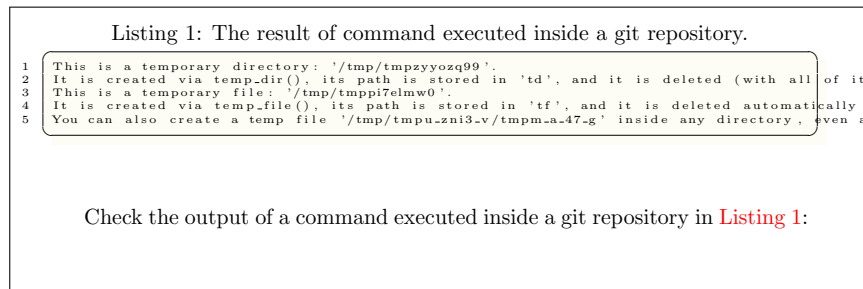 Listing 1: The result of command executed inside a git repository.
1 This is a temporary directory: '/tmp/tmpzyyozq99'.
2 It is created via temp_dir(), its path is stored in 'td', and it is deleted (with all of it
3 This is a temporary file: '/tmp/tmppi7elmw0'.
4 It is created via temp_file(), its path is stored in 'tf', and it is deleted automatically
5 You can also create a temp file '/tmp/tmpu_zni3_v/tmpm_a_47_g' inside any directory, even a
Check the output of a command executed inside a git repository in Listing 1: